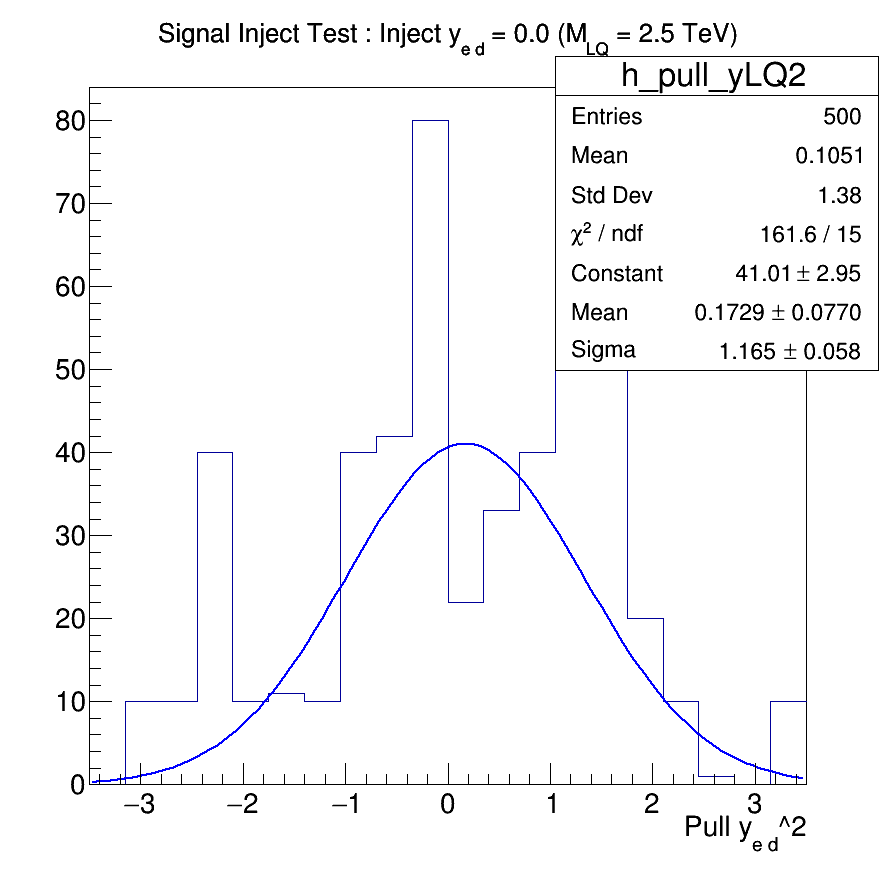 Signal Inject Test : Inject y_{e d} = 0.0 (M_{LQ} = 2.5 TeV)
h_pull_yLQ2
Entries 500
Mean 0.1051
Std Dev 1.38
χ² / ndf 161.6 / 15
Constant 41.01 ± 2.95
Mean 0.1729 ± 0.0770
Sigma 1.165 ± 0.058
80
70
60
50
40
30
20
10
0
−3 −2 −1 0 1 2 3
Pull y_{e d}^2